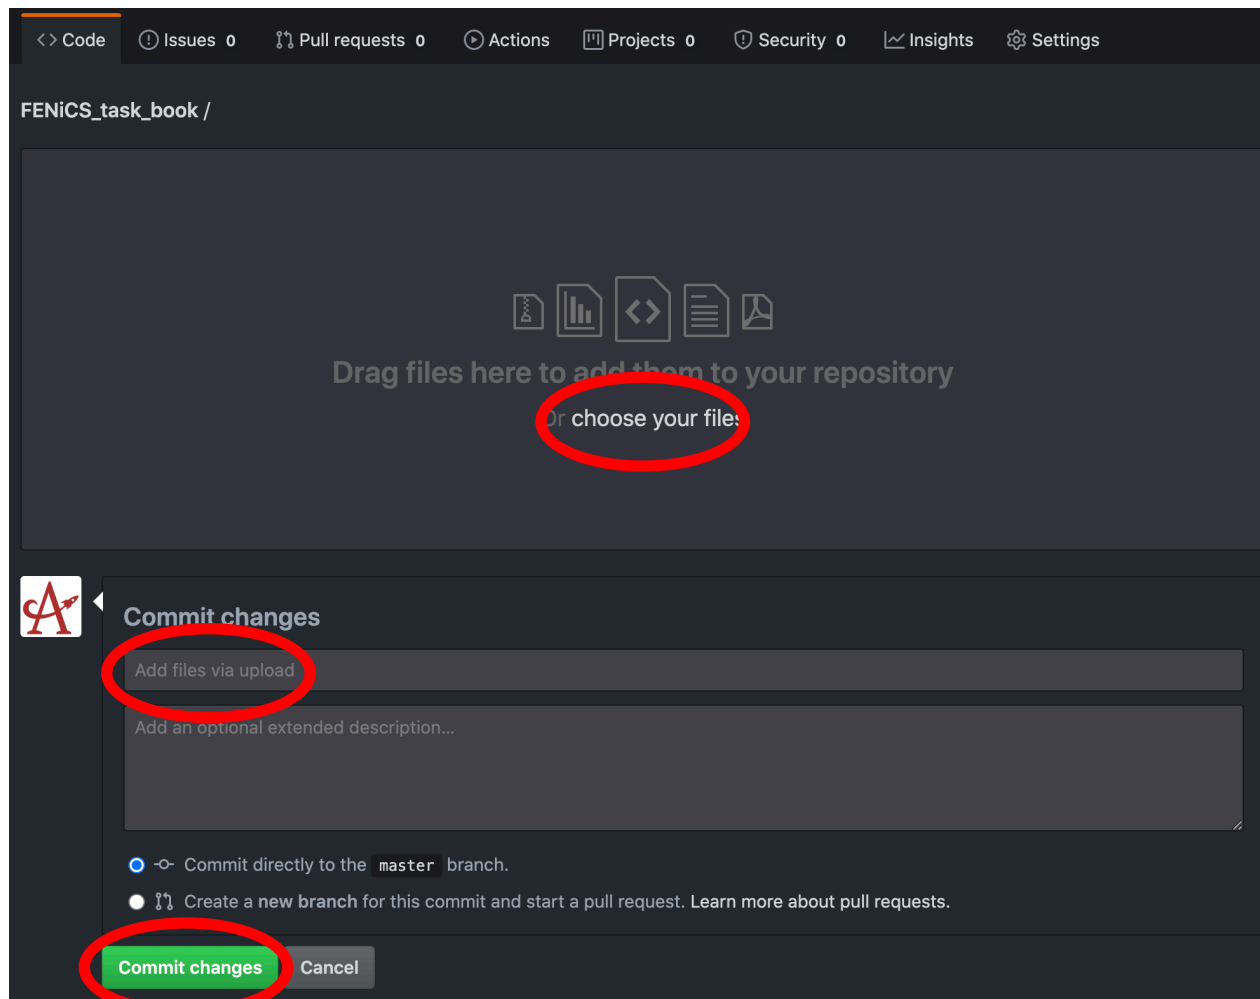 <> Code Issues 0 Pull requests 0 Actions Projects 0 Security 0 Insights Settings
FENiCS_task_book /
Drag files here to add them to your repository
Or choose your files
Commit changes
Add files via upload
Add an optional extended description...
Commit directly to the master branch.
Create a new branch for this commit and start a pull request. Learn more about pull requests.
Commit changes Cancel